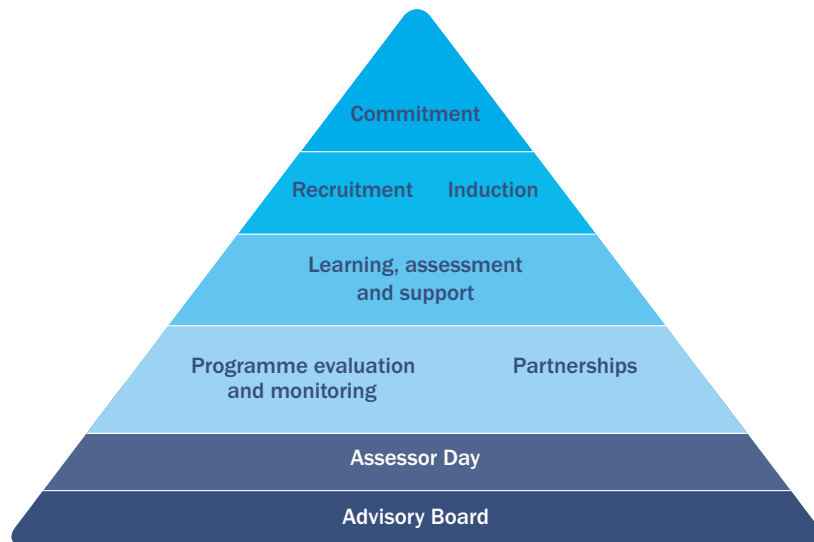 Commitment
Recruitment Induction
Learning, assessment
and support
Programme evaluation
and monitoring
Partnerships
Assessor Day
Advisory Board